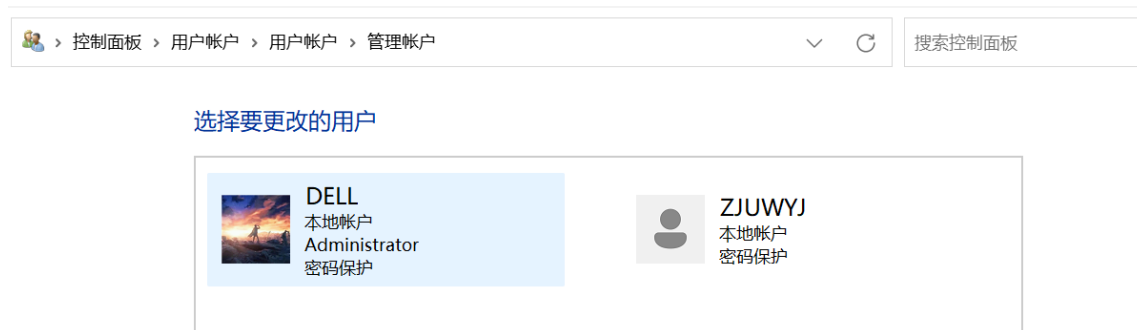 控制面板 › 用户帐户 › 用户帐户 › 管理帐户
搜索控制面板
选择要更改的用户
DELL
本地帐户
Administrator
密码保护
ZJUWYJ
本地帐户
密码保护